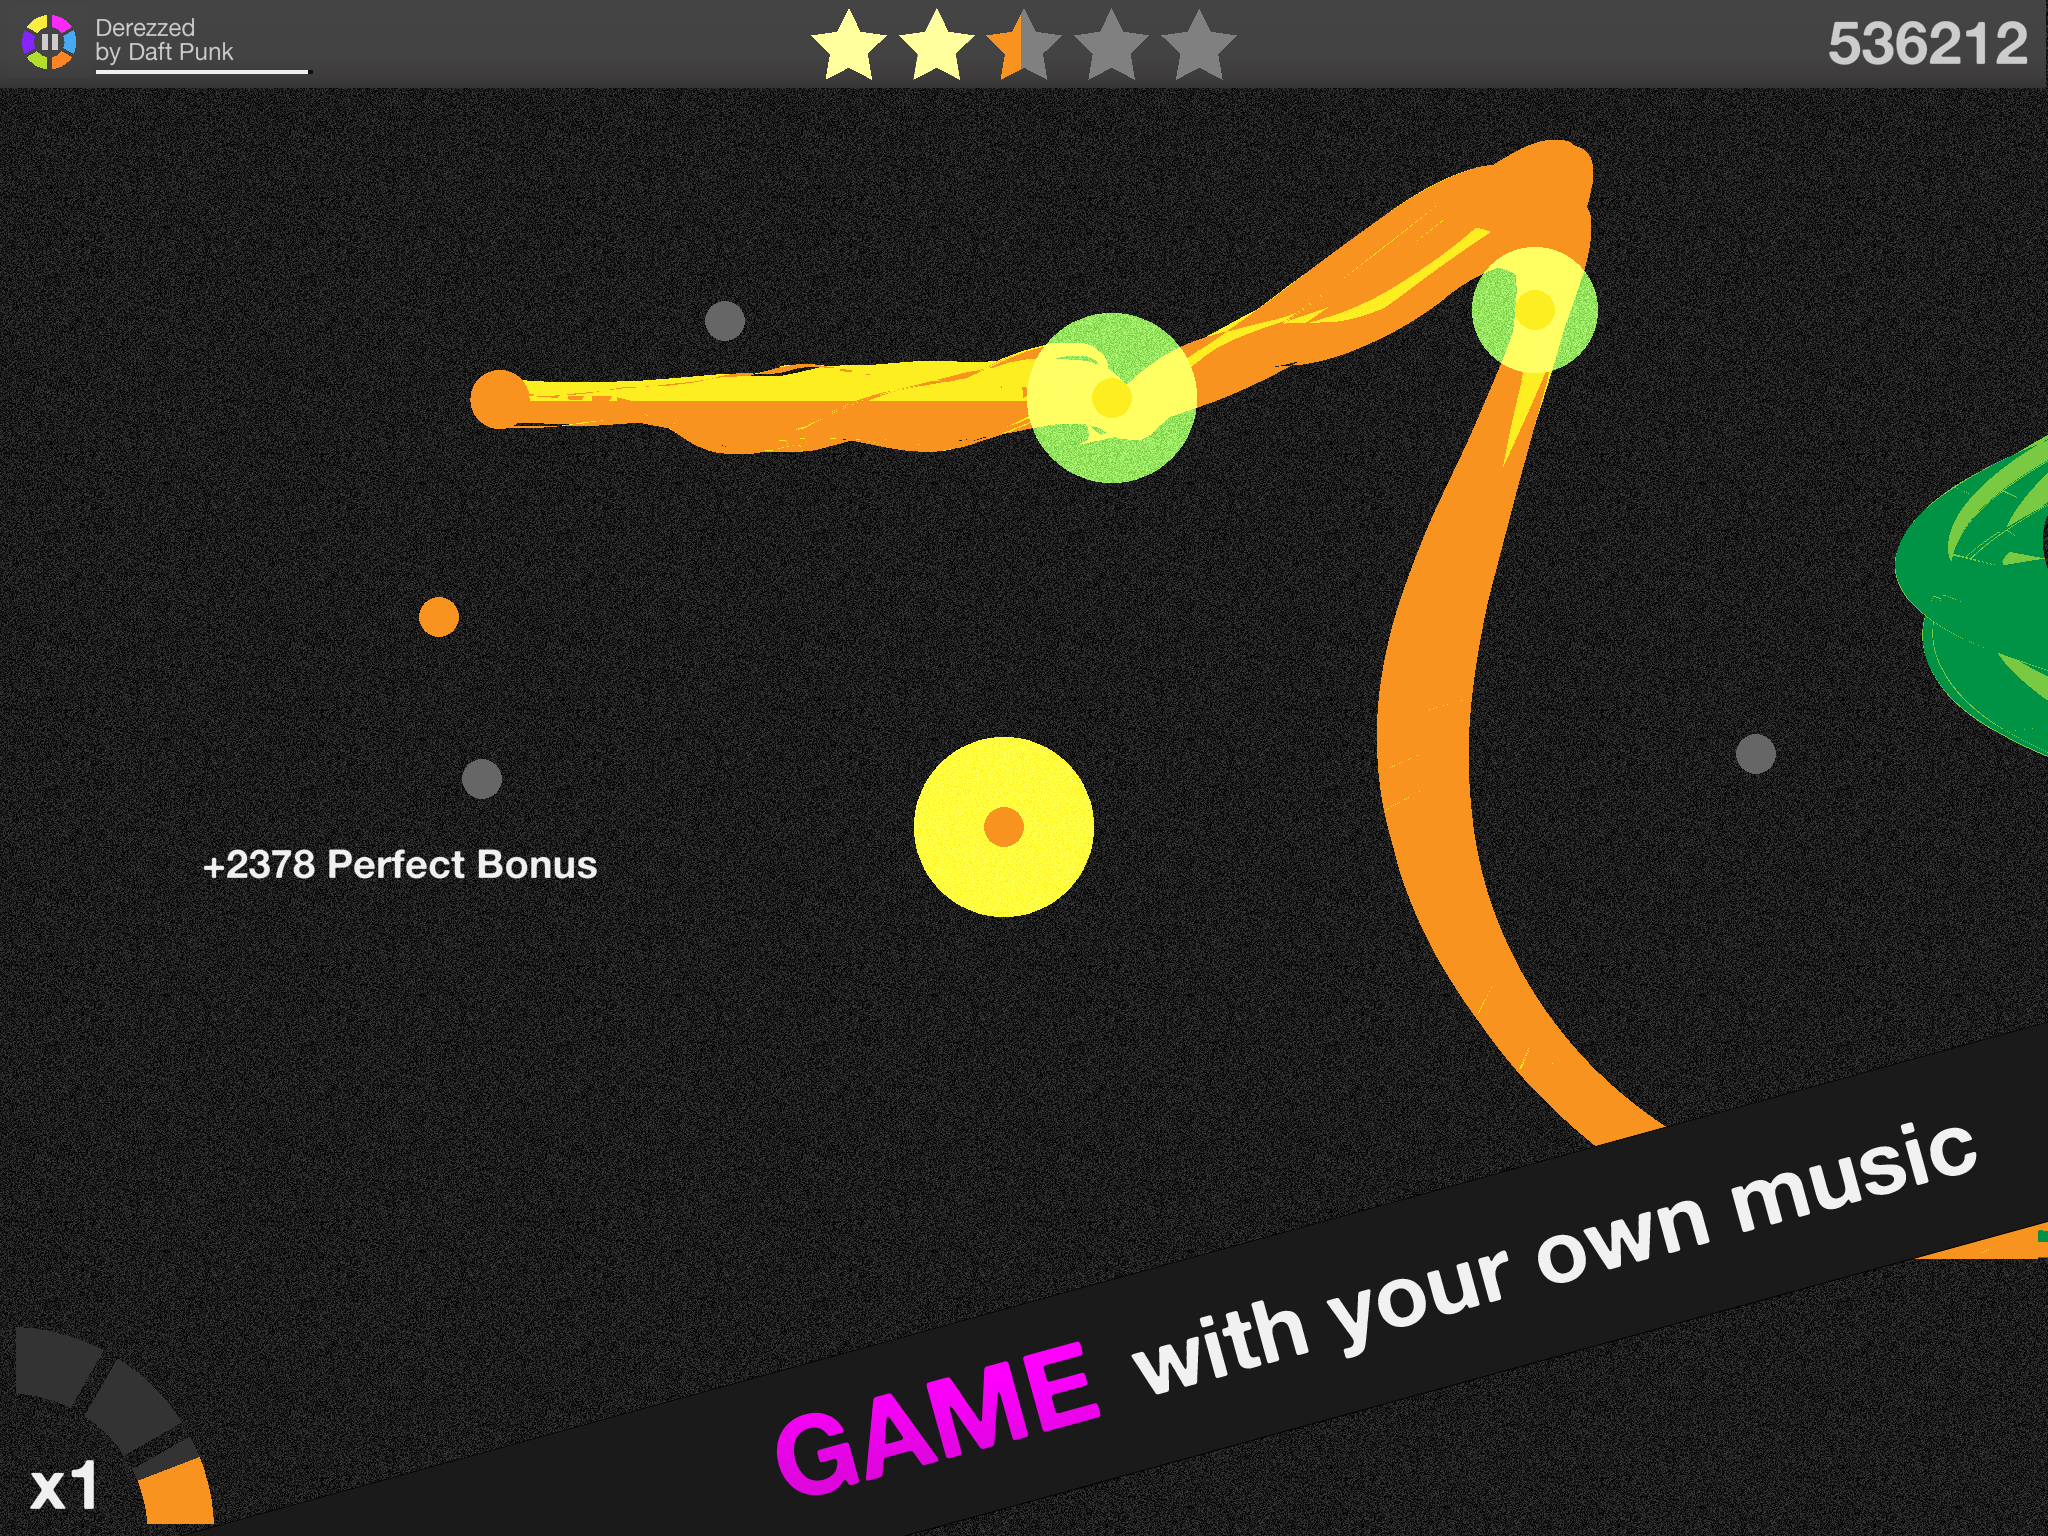 Derezzed
by Daft Punk
536212
+2378 Perfect Bonus
GAME with your own music
x1